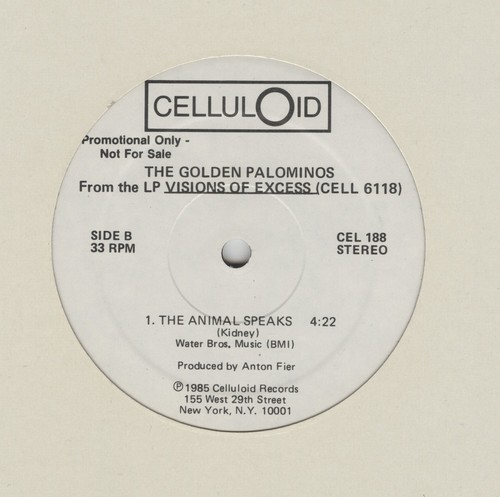 CELLULOID
Promotional Only -
Not For Sale
THE GOLDEN PALOMINOS
From the LP VISIONS OF EXCESS (CELL 6118)
SIDE B
33 RPM
CEL 188
STEREO
1. THE ANIMAL SPEAKS 4:22
(Kidney)
Water Bros. Music (BMI)
Produced by Anton Fier
℗1985 Celluloid Records
155 West 29th Street
New York, N.Y. 10001